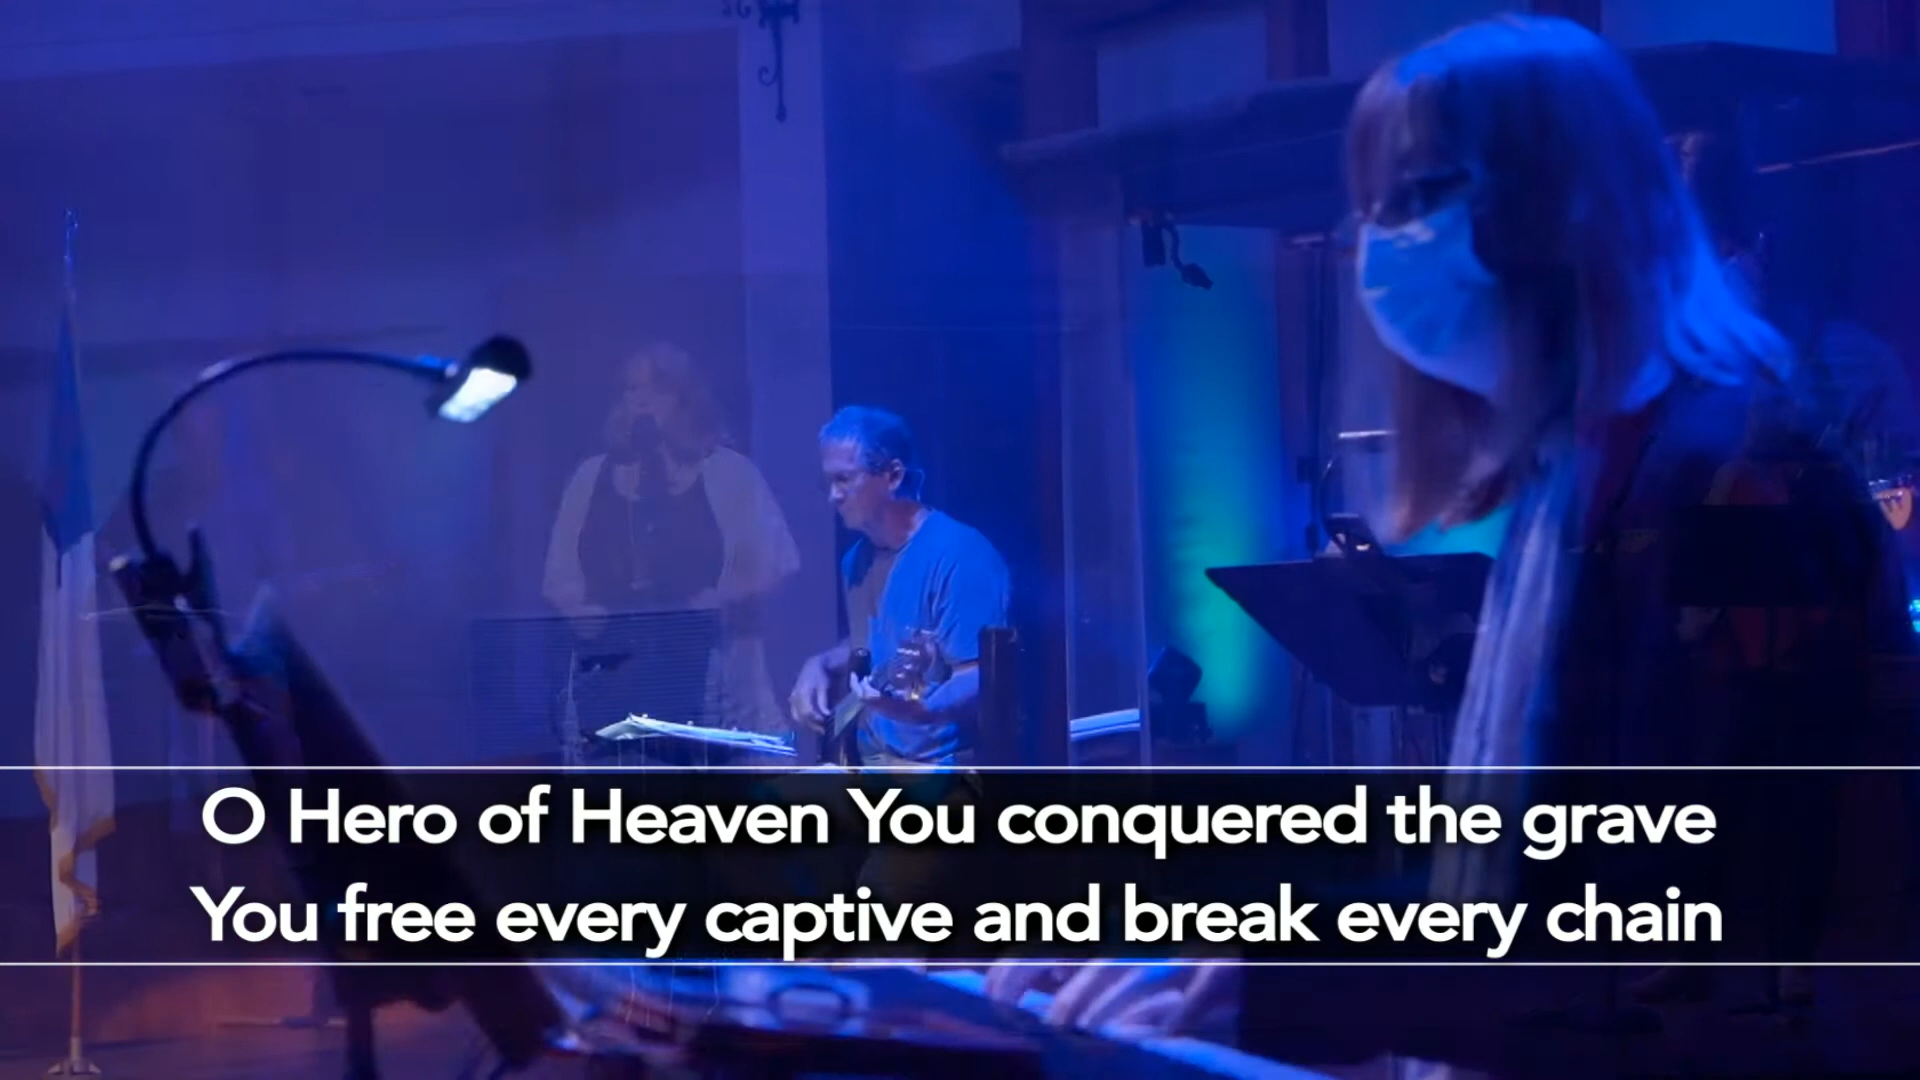 O Hero of Heaven You conquered the grave
You free every captive and break every chain